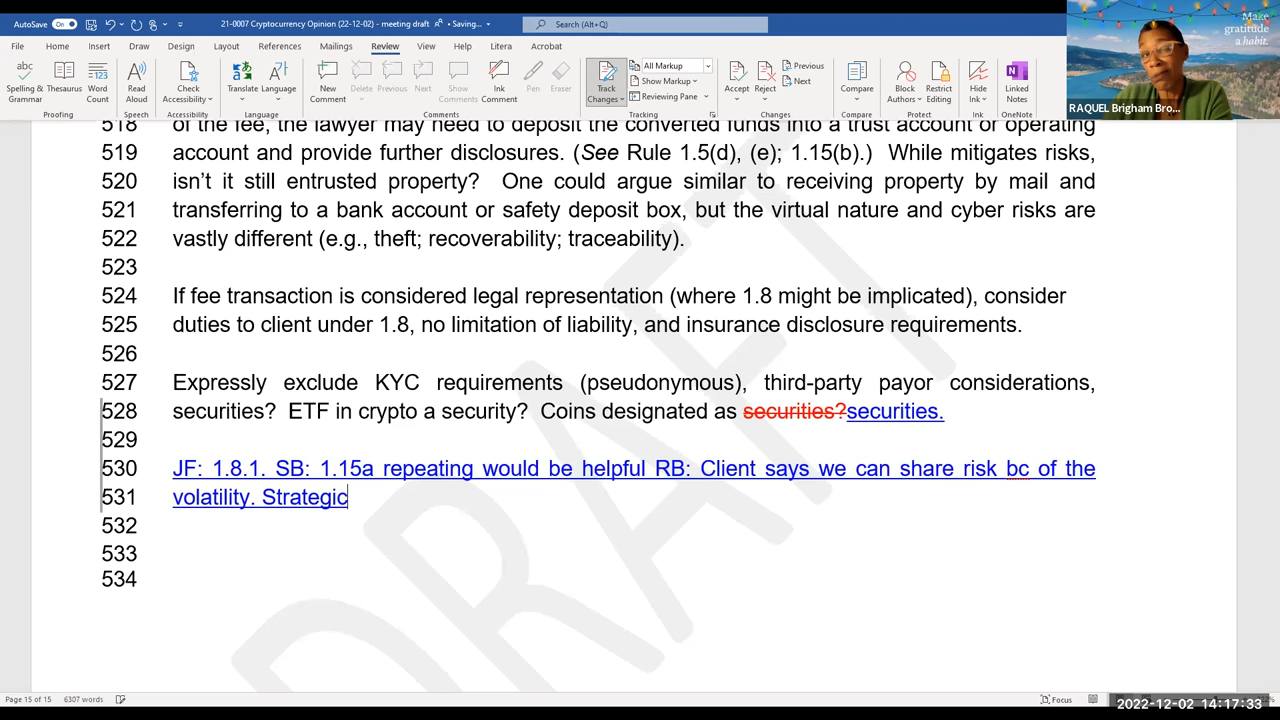 AutoSave On 21-0007 Cryptocurrency Opinion (22-12-02) - meeting draft • Saving... Search (Alt+Q)
File Home Insert Draw Design Layout References Mailings Review View Help Litera Acrobat
Spelling & Grammar Thesaurus Word Count Read Aloud Check Accessibility Translate Language New Comment Delete Previous Next Show Comments Ink Comment Pen Eraser Track Changes All Markup Show Markup Reviewing Pane Accept Reject Previous Next Compare Block Authors Restrict Editing Hide Ink Linked Notes
Proofing Speech Accessibility Language Comments Tracking Changes Compare Protect Ink OneNote
Make gratitude a habit.
RAQUEL Brigham Bro...
518 of the fee, the lawyer may need to deposit the converted funds into a trust account or operating
519 account and provide further disclosures. (See Rule 1.5(d), (e); 1.15(b).) While mitigates risks,
520 isn't it still entrusted property? One could argue similar to receiving property by mail and
521 transferring to a bank account or safety deposit box, but the virtual nature and cyber risks are
522 vastly different (e.g., theft; recoverability; traceability).
523
524 If fee transaction is considered legal representation (where 1.8 might be implicated), consider
525 duties to client under 1.8, no limitation of liability, and insurance disclosure requirements.
526
527 Expressly exclude KYC requirements (pseudonymous), third-party payor considerations,
528 securities? ETF in crypto a security? Coins designated as securities?securities.
529
530 JF: 1.8.1. SB: 1.15a repeating would be helpful RB: Client says we can share risk bc of the
531 volatility. Strategic
532
533
534
DRAFT
Page 15 of 15 6307 words Focus
2022-12-02 14:17:33